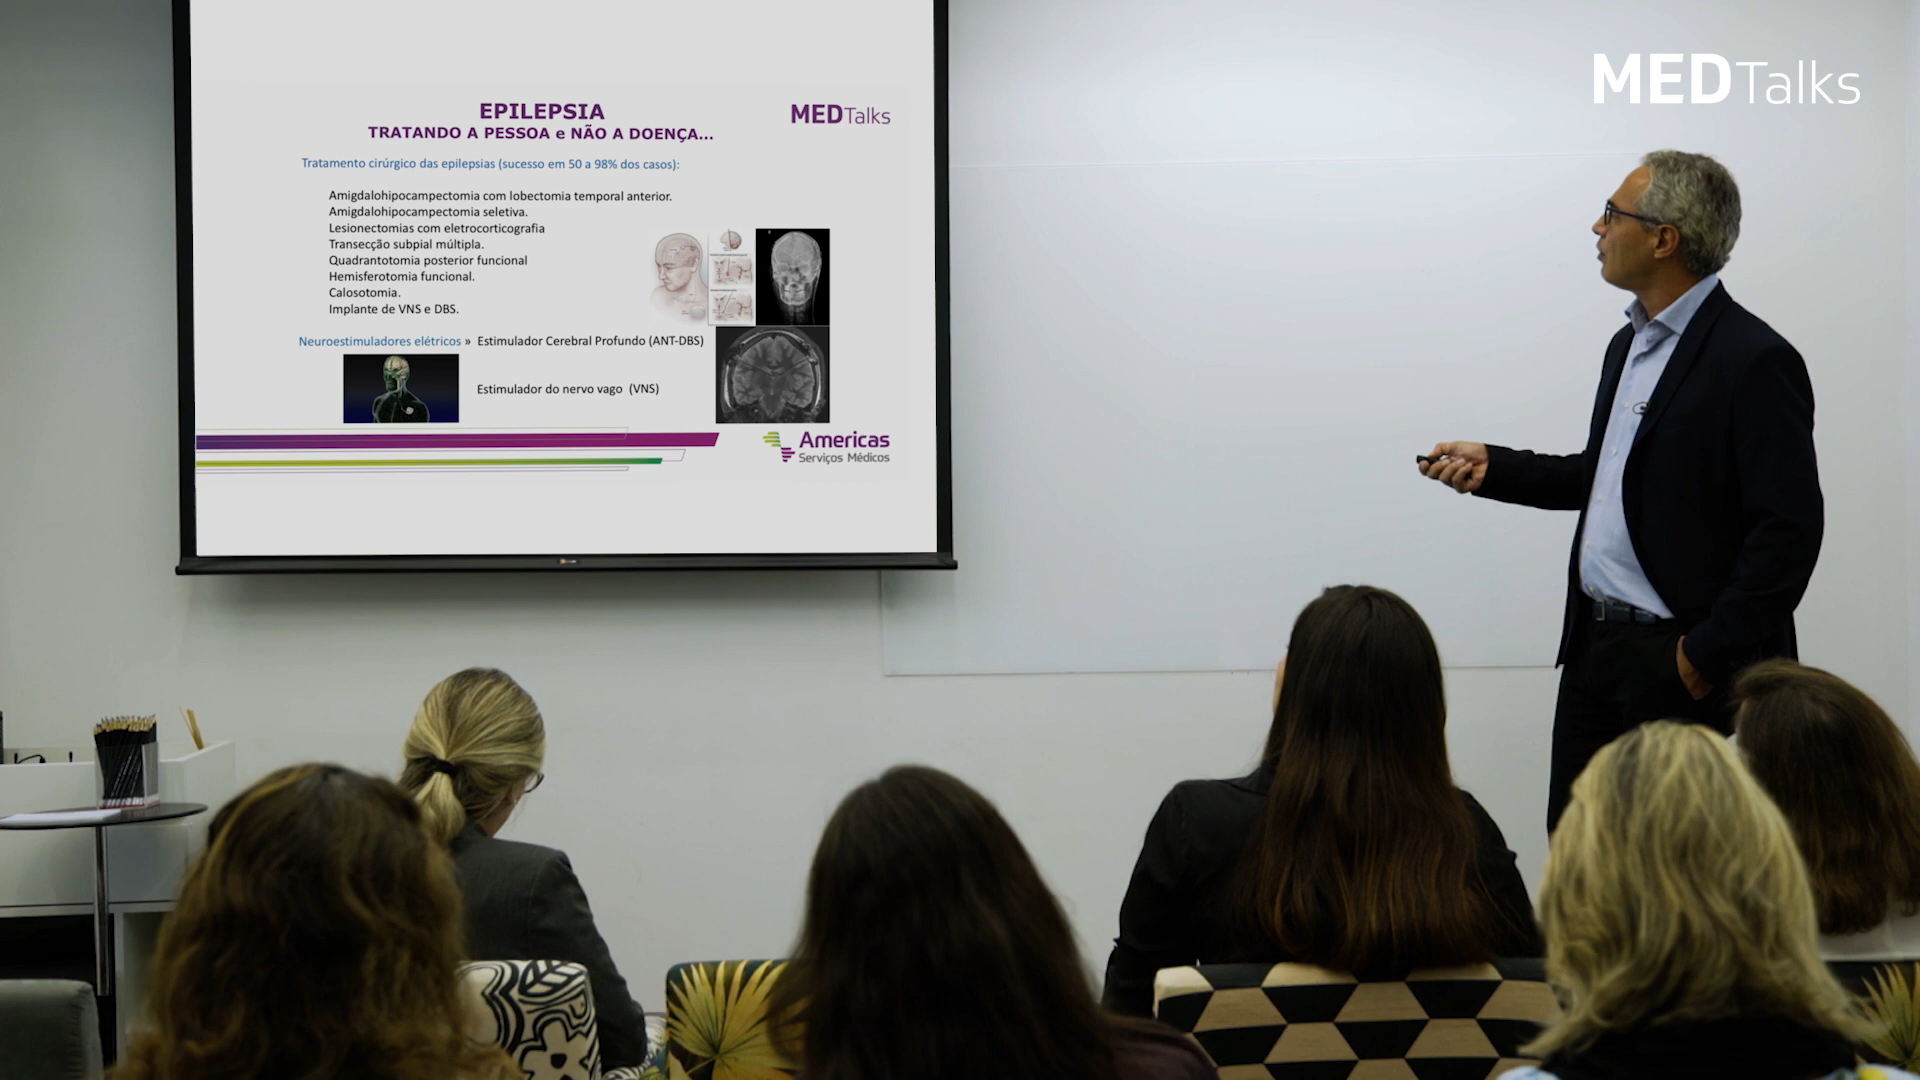 MEDTalks
EPILEPSIA
TRATANDO A PESSOA e NÃO A DOENÇA...
MEDTalks
Tratamento cirúrgico das epilepsias (sucesso em 50 a 98% dos casos):
Amigdalohipocampectomia com lobectomia temporal anterior.
Amigdalohipocampectomia seletiva.
Lesionectomias com eletrocorticografia
Transecção subpial múltipla.
Quadrantotomia posterior funcional
Hemisferotomia funcional.
Calosotomia.
Implante de VNS e DBS.
Neuroestimuladores elétricos » Estimulador Cerebral Profundo (ANT-DBS)
Estimulador do nervo vago (VNS)
Americas
Serviços Médicos